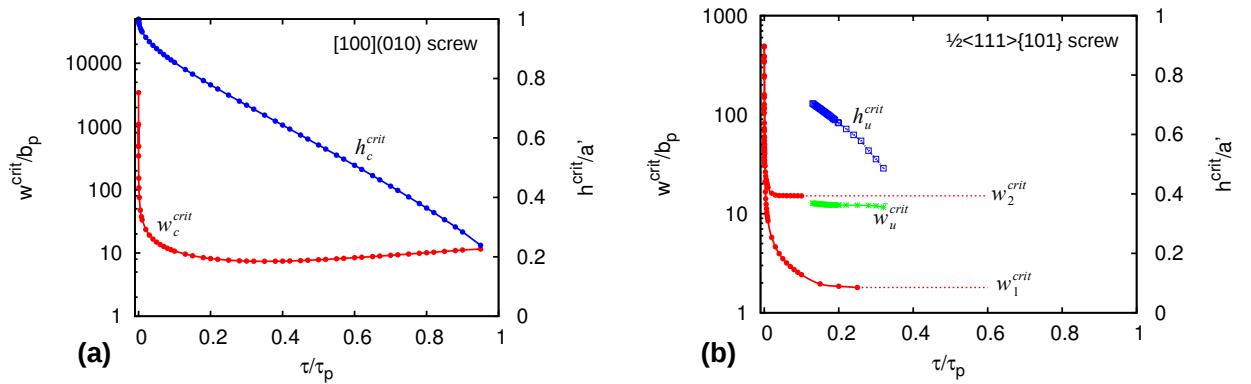 [100](010) screw
w^crit/b_p
10000
1000
100
10
1
1
0.8
0.6
0.4
0.2
0
h^crit/a'
h_c^crit
w_c^crit
0 0.2 0.4 0.6 0.8 1
τ/τ_p
(a)
½<111>{101} screw
w^crit/b_p
1000
100
10
1
1
0.8
0.6
0.4
0.2
0
h^crit/a'
h_u^crit
w_2^crit
w_u^crit
w_1^crit
0 0.2 0.4 0.6 0.8 1
τ/τ_p
(b)